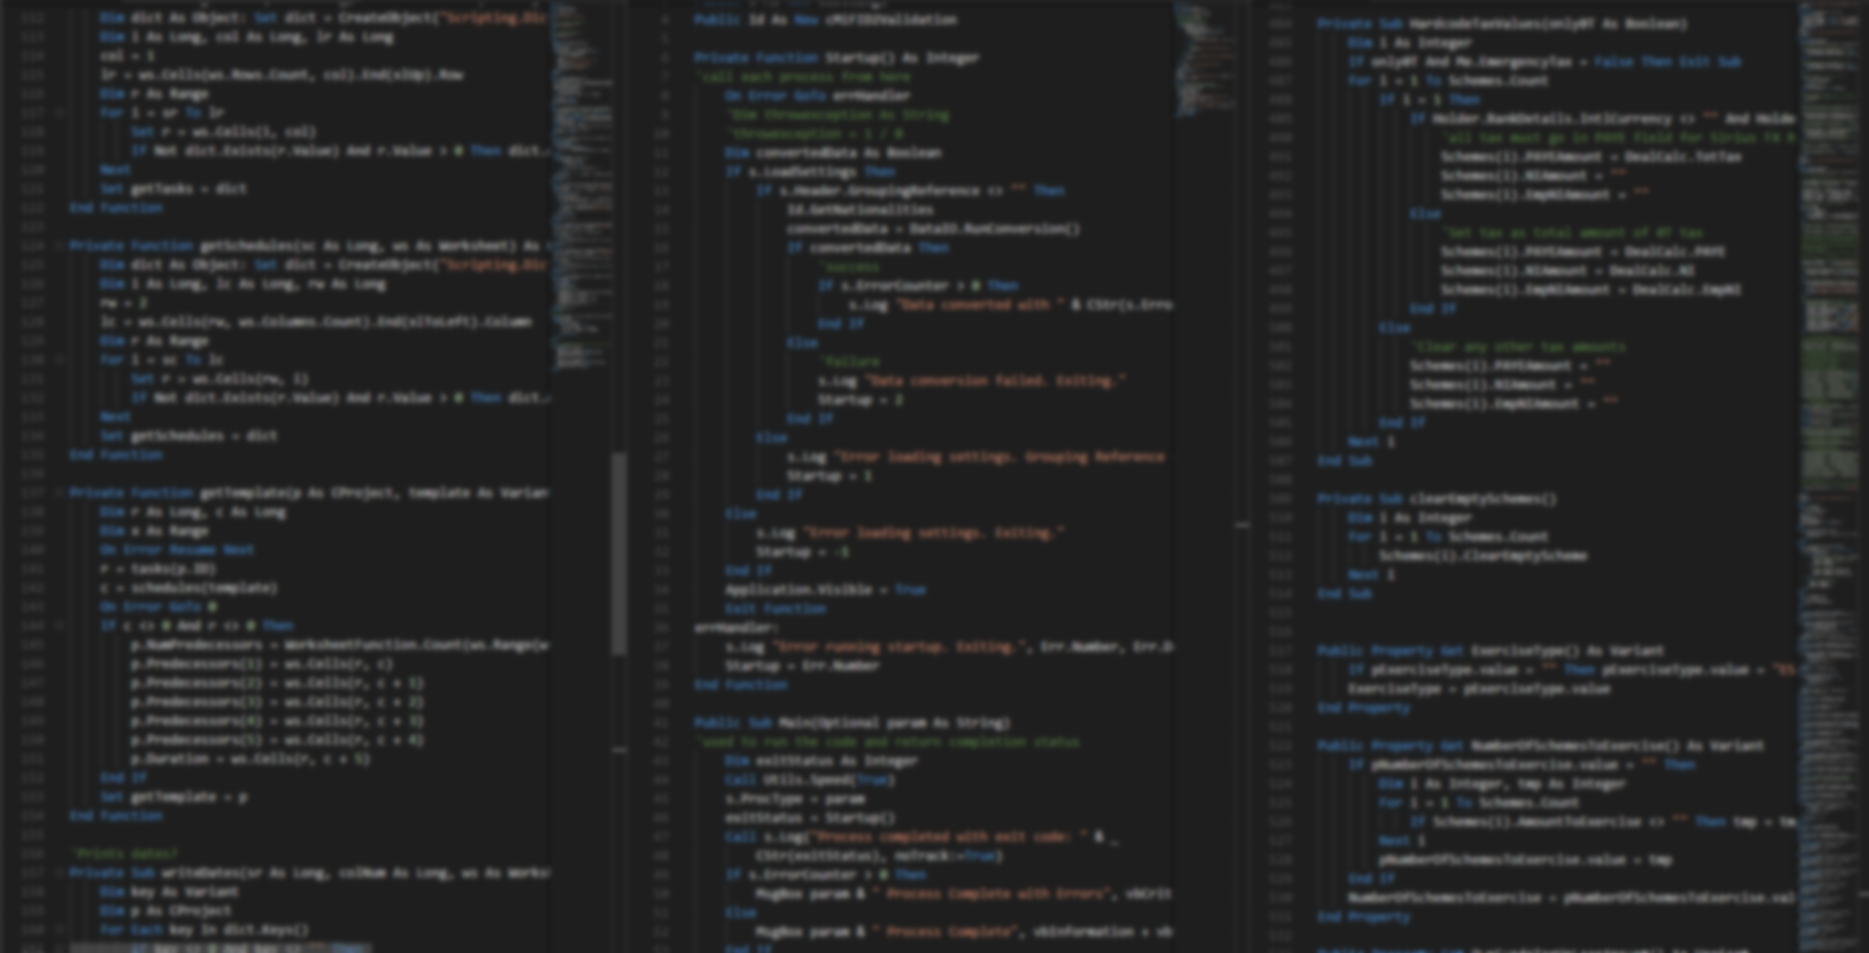 Dim dict As Object: Set dict = CreateObject("Scripting.Dic
Dim i As Long, col As Long, lr As Long
col = 1
lr = ws.Cells(ws.Rows.Count, col).End(xlUp).Row
Dim r As Range
For i = sr To lr
Set r = ws.Cells(i, col)
If Not dict.Exists(r.Value) And r.Value > 0 Then dict.
Next
Set getTasks = dict
End Function
Private Function getSchedules(sc As Long, ws As Worksheet) As
Dim dict As Object: Set dict = CreateObject("Scripting.Dic
Dim i As Long, lc As Long, rw As Long
rw = 2
lc = ws.Cells(rw, ws.Columns.Count).End(xlToLeft).Column
Dim r As Range
For i = sc To lc
Set r = ws.Cells(rw, i)
If Not dict.Exists(r.Value) And r.Value > 0 Then dict.
Next
Set getSchedules = dict
End Function
Private Function getTemplate(p As CProject, template As Varian
Dim r As Long, c As Long
Dim x As Range
On Error Resume Next
r = tasks(p.ID)
c = schedules(template)
On Error GoTo 0
If c <> 0 And r <> 0 Then
p.NumPredecessors = WorksheetFunction.Count(ws.Range(w
p.Predecessors(1) = ws.Cells(r, c)
p.Predecessors(2) = ws.Cells(r, c + 1)
p.Predecessors(3) = ws.Cells(r, c + 2)
p.Predecessors(4) = ws.Cells(r, c + 3)
p.Predecessors(5) = ws.Cells(r, c + 4)
p.Duration = ws.Cells(r, c + 5)
End If
Set getTemplate = p
End Function
'Prints dates?
Private Sub writeDates(sr As Long, colNum As Long, ws As Works
Dim key As Variant
Dim p As CProject
For Each key In dict.Keys()
If key <> 0 And key <> "" Then
Public Id As New cMiFID2Validation
Private Function Startup() As Integer
'call each process from here
On Error GoTo errHandler
'Dim throwexception As String
'throwexception = 1 / 0
Dim convertedData As Boolean
If s.LoadSettings Then
If s.Header.GroupingReference <> "" Then
Id.GetNationalities
convertedData = DataIO.RunConversion()
If convertedData Then
'success
If s.ErrorCounter > 0 Then
s.Log "Data converted with " & CStr(s.Erro
End If
Else
'failure
s.Log "Data conversion failed. Exiting."
Startup = 2
End If
Else
s.Log "Error loading settings. Grouping Reference
Startup = 1
End If
Else
s.Log "Error loading settings. Exiting."
Startup = -1
End If
Application.Visible = True
Exit Function
errHandler:
s.Log "Error running startup. Exiting.", Err.Number, Err.D
Startup = Err.Number
End Function
Public Sub Main(Optional param As String)
'used to run the code and return completion status
Dim exitStatus As Integer
Call Utils.Speed(True)
s.ProcType = param
exitStatus = Startup()
Call s.Log("Process completed with exit code: " & _
CStr(exitStatus), noTrack:=True)
If s.ErrorCounter > 0 Then
MsgBox param & " Process Complete with Errors", vbCrit
Else
MsgBox param & " Process Complete", vbInformation + vb
End If
Private Sub HardcodeTaxValues(onlyBT As Boolean)
Dim i As Integer
If onlyBT And Me.EmergencyTax = False Then Exit Sub
For i = 1 To Schemes.Count
If i = 1 Then
If Holder.BankDetails.IntlCurrency <> "" And Holde
'all tax must go in PAYE field for Sirius FX
Schemes(i).PAYEAmount = DealCalc.TotTax
Schemes(i).NIAmount = ""
Schemes(i).EmpNIAmount = ""
Else
'Set tax as total amount of BT tax
Schemes(i).PAYEAmount = DealCalc.PAYE
Schemes(i).NIAmount = DealCalc.NI
Schemes(i).EmpNIAmount = DealCalc.EmpNI
End If
Else
'Clear any other tax amounts
Schemes(i).PAYEAmount = ""
Schemes(i).NIAmount = ""
Schemes(i).EmpNIAmount = ""
End If
Next i
End Sub
Private Sub clearEmptySchemes()
Dim i As Integer
For i = 1 To Schemes.Count
Schemes(i).ClearEmptyScheme
Next i
End Sub
Public Property Get ExerciseType() As Variant
If pExerciseType.value = "" Then pExerciseType.value =
ExerciseType = pExerciseType.value
End Property
Public Property Get NumberOfSchemesToExercise() As Variant
If pNumberOfSchemesToExercise.value = "" Then
Dim i As Integer, tmp As Integer
For i = 1 To Schemes.Count
If Schemes(i).AmountToExercise <> "" Then tmp = tm
Next i
pNumberOfSchemesToExercise.value = tmp
End If
NumberOfSchemesToExercise = pNumberOfSchemesToExercise.val
End Property